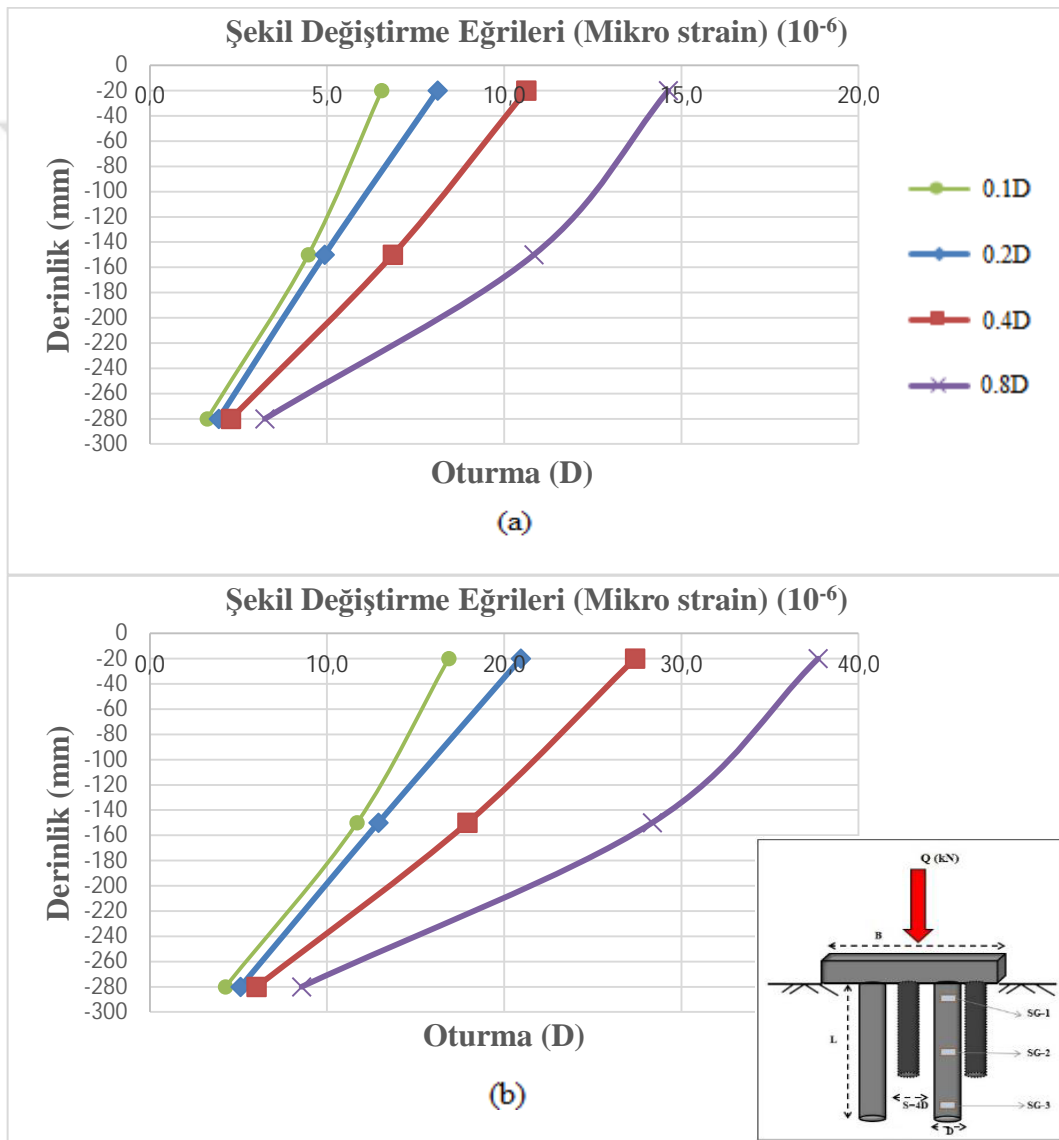 Şekil Değiştirme Eğrileri (Mikro strain) (10-6)
0
0,0 5,0 10,0 15,0 20,0
-20
-40
-60
-80
-100
-120
-140
-160
-180
-200
-220
-240
-260
-280
-300
Derinlik (mm)
Oturma (D)
0.1D
0.2D
0.4D
0.8D
(a)
Şekil Değiştirme Eğrileri (Mikro strain) (10-6)
0
0,0 10,0 20,0 30,0 40,0
-20
-40
-60
-80
-100
-120
-140
-160
-180
-200
-220
-240
-260
-280
-300
Derinlik (mm)
Oturma (D)
(b)
Q (kN)
B
L
S=4D
D
SG-1
SG-2
SG-3